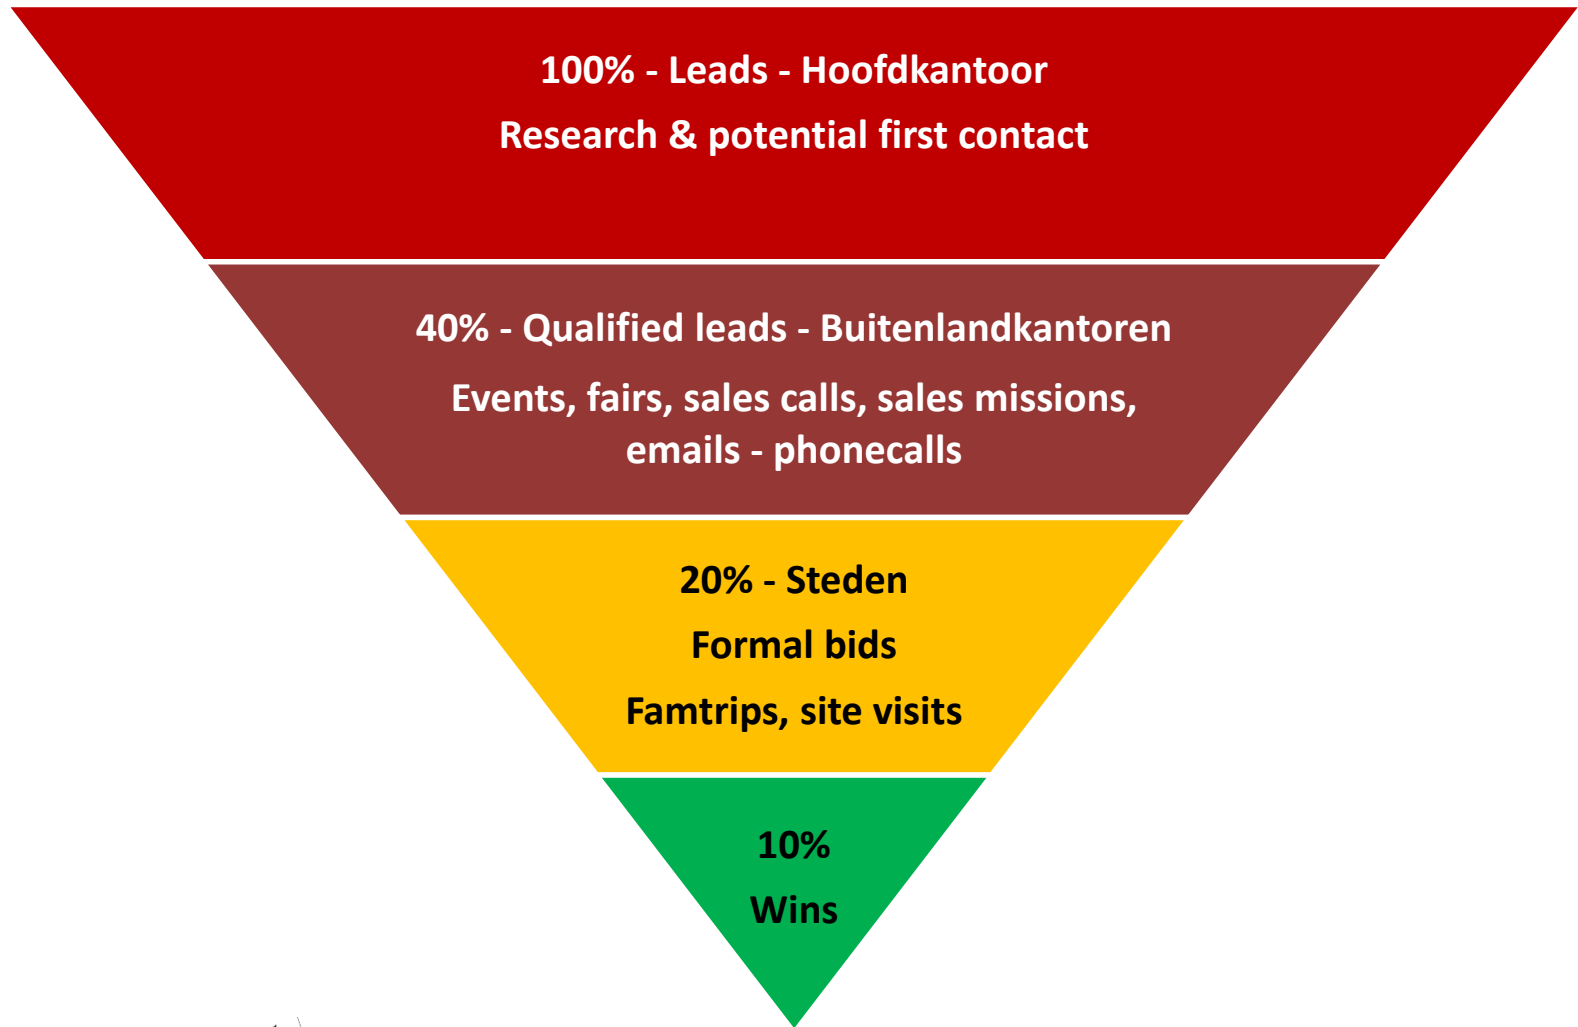 100% - Leads - Hoofdkantoor
Research & potential first contact
40% - Qualified leads - Buitenlandkantoren
Events, fairs, sales calls, sales missions,
emails - phonecalls
20% - Steden
Formal bids
Famtrips, site visits
10%
Wins